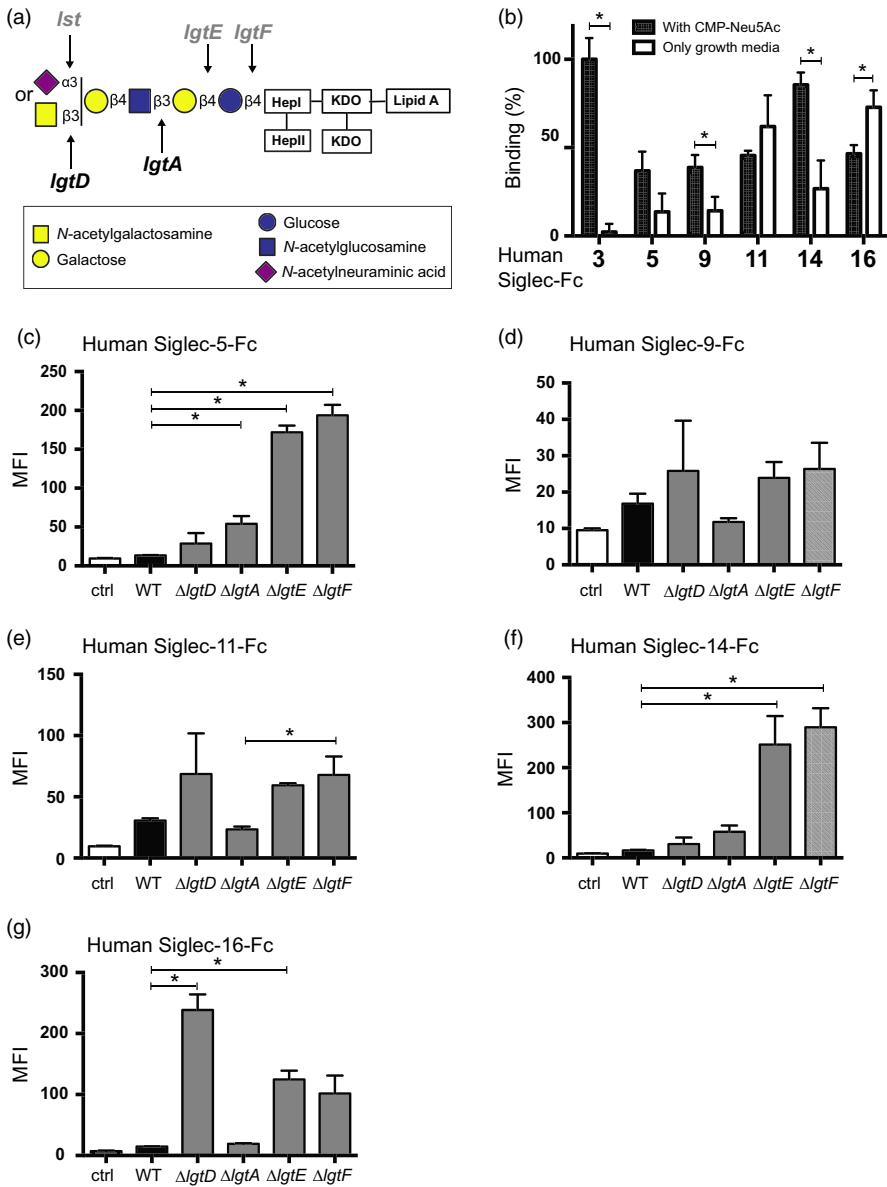 (a)
lst
lgtE lgtF
or
α3
β3
β4
β3
β4
β4
HepI
KDO
Lipid A
HepII
KDO
lgtD
lgtA
N-acetylgalactosamine
Galactose
Glucose
N-acetylglucosamine
N-acetylneuraminic acid
(b)
With CMP-Neu5Ac
Only growth media
Binding (%)
100
50
0
* * * *
Human
Siglec-Fc
3 5 9 11 14 16
(c)
Human Siglec-5-Fc
MFI
250
200
150
100
50
0
*
*
*
ctrl WT ΔlgtD ΔlgtA ΔlgtE ΔlgtF
(d)
Human Siglec-9-Fc
MFI
50
40
30
20
10
0
ctrl WT ΔlgtD ΔlgtA ΔlgtE ΔlgtF
(e)
Human Siglec-11-Fc
MFI
150
100
50
0
*
ctrl WT ΔlgtD ΔlgtA ΔlgtE ΔlgtF
(f)
Human Siglec-14-Fc
MFI
400
300
200
100
0
*
*
ctrl WT ΔlgtD ΔlgtA ΔlgtE ΔlgtF
(g)
Human Siglec-16-Fc
MFI
300
200
100
0
*
*
ctrl WT ΔlgtD ΔlgtA ΔlgtE ΔlgtF